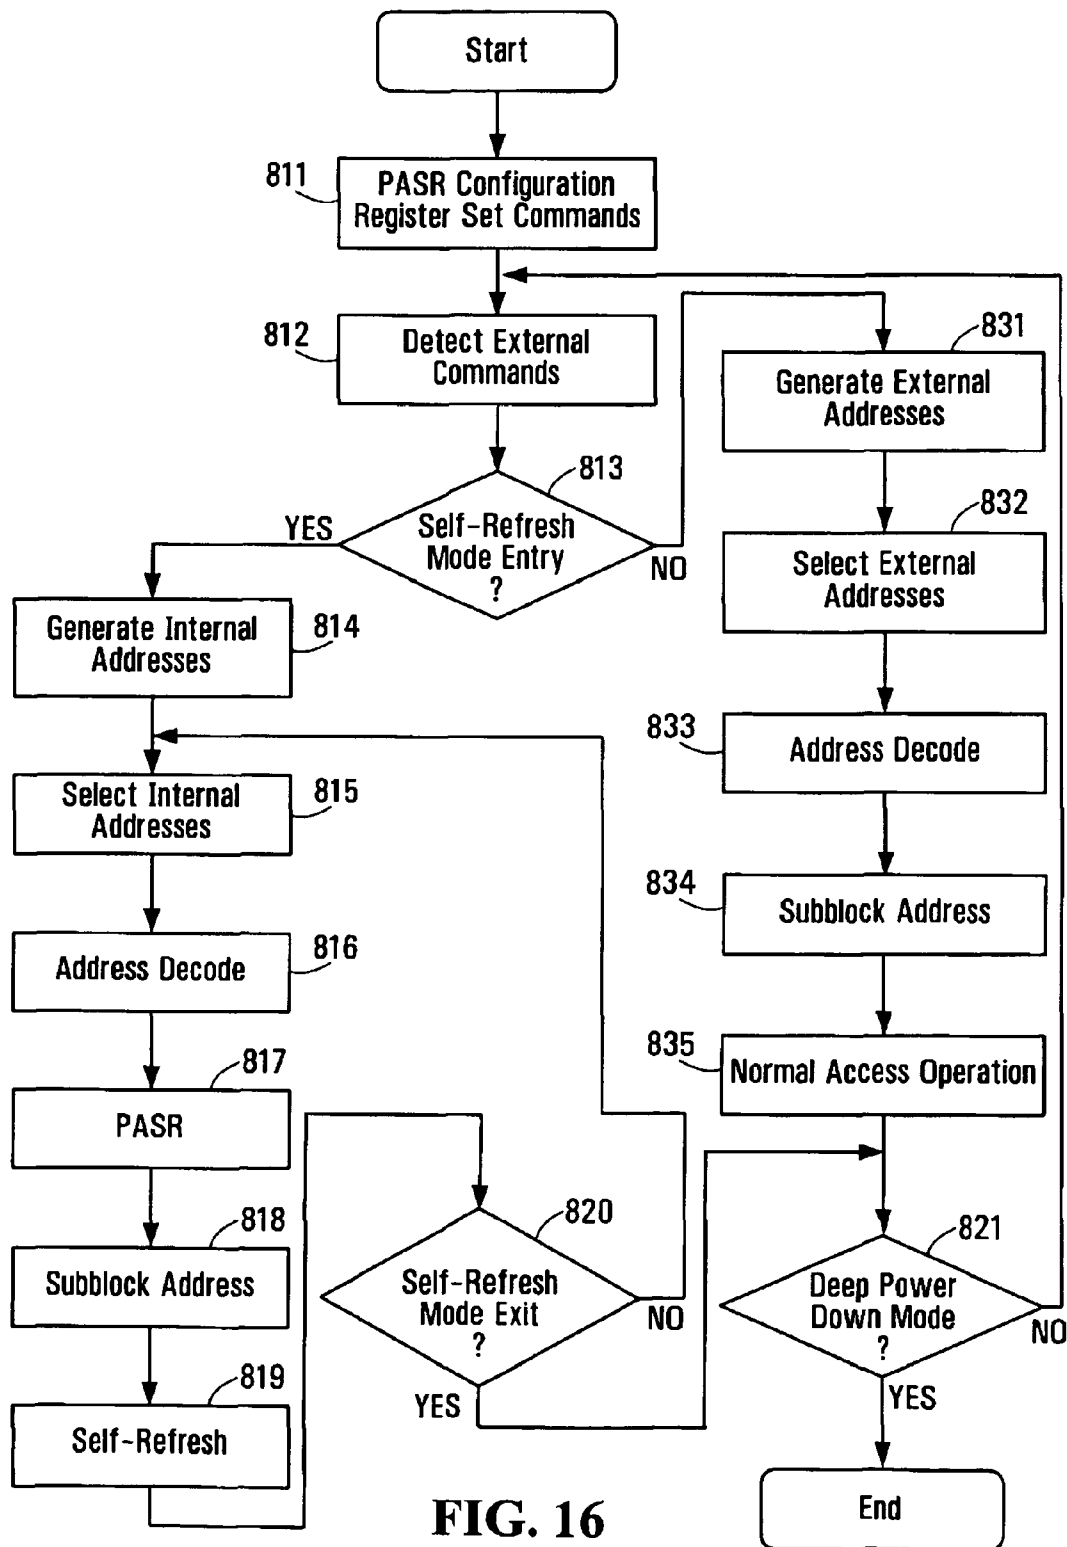 Start
811
PASR Configuration
Register Set Commands
812
Detect External
Commands
813
Self-Refresh
Mode Entry
?
YES
NO
814
Generate Internal
Addresses
815
Select Internal
Addresses
816
Address Decode
817
PASR
818
Subblock Address
819
Self-Refresh
820
Self-Refresh
Mode Exit
?
NO
YES
831
Generate External
Addresses
832
Select External
Addresses
833
Address Decode
834
Subblock Address
835
Normal Access Operation
821
Deep Power
Down Mode
?
NO
YES
End
FIG. 16